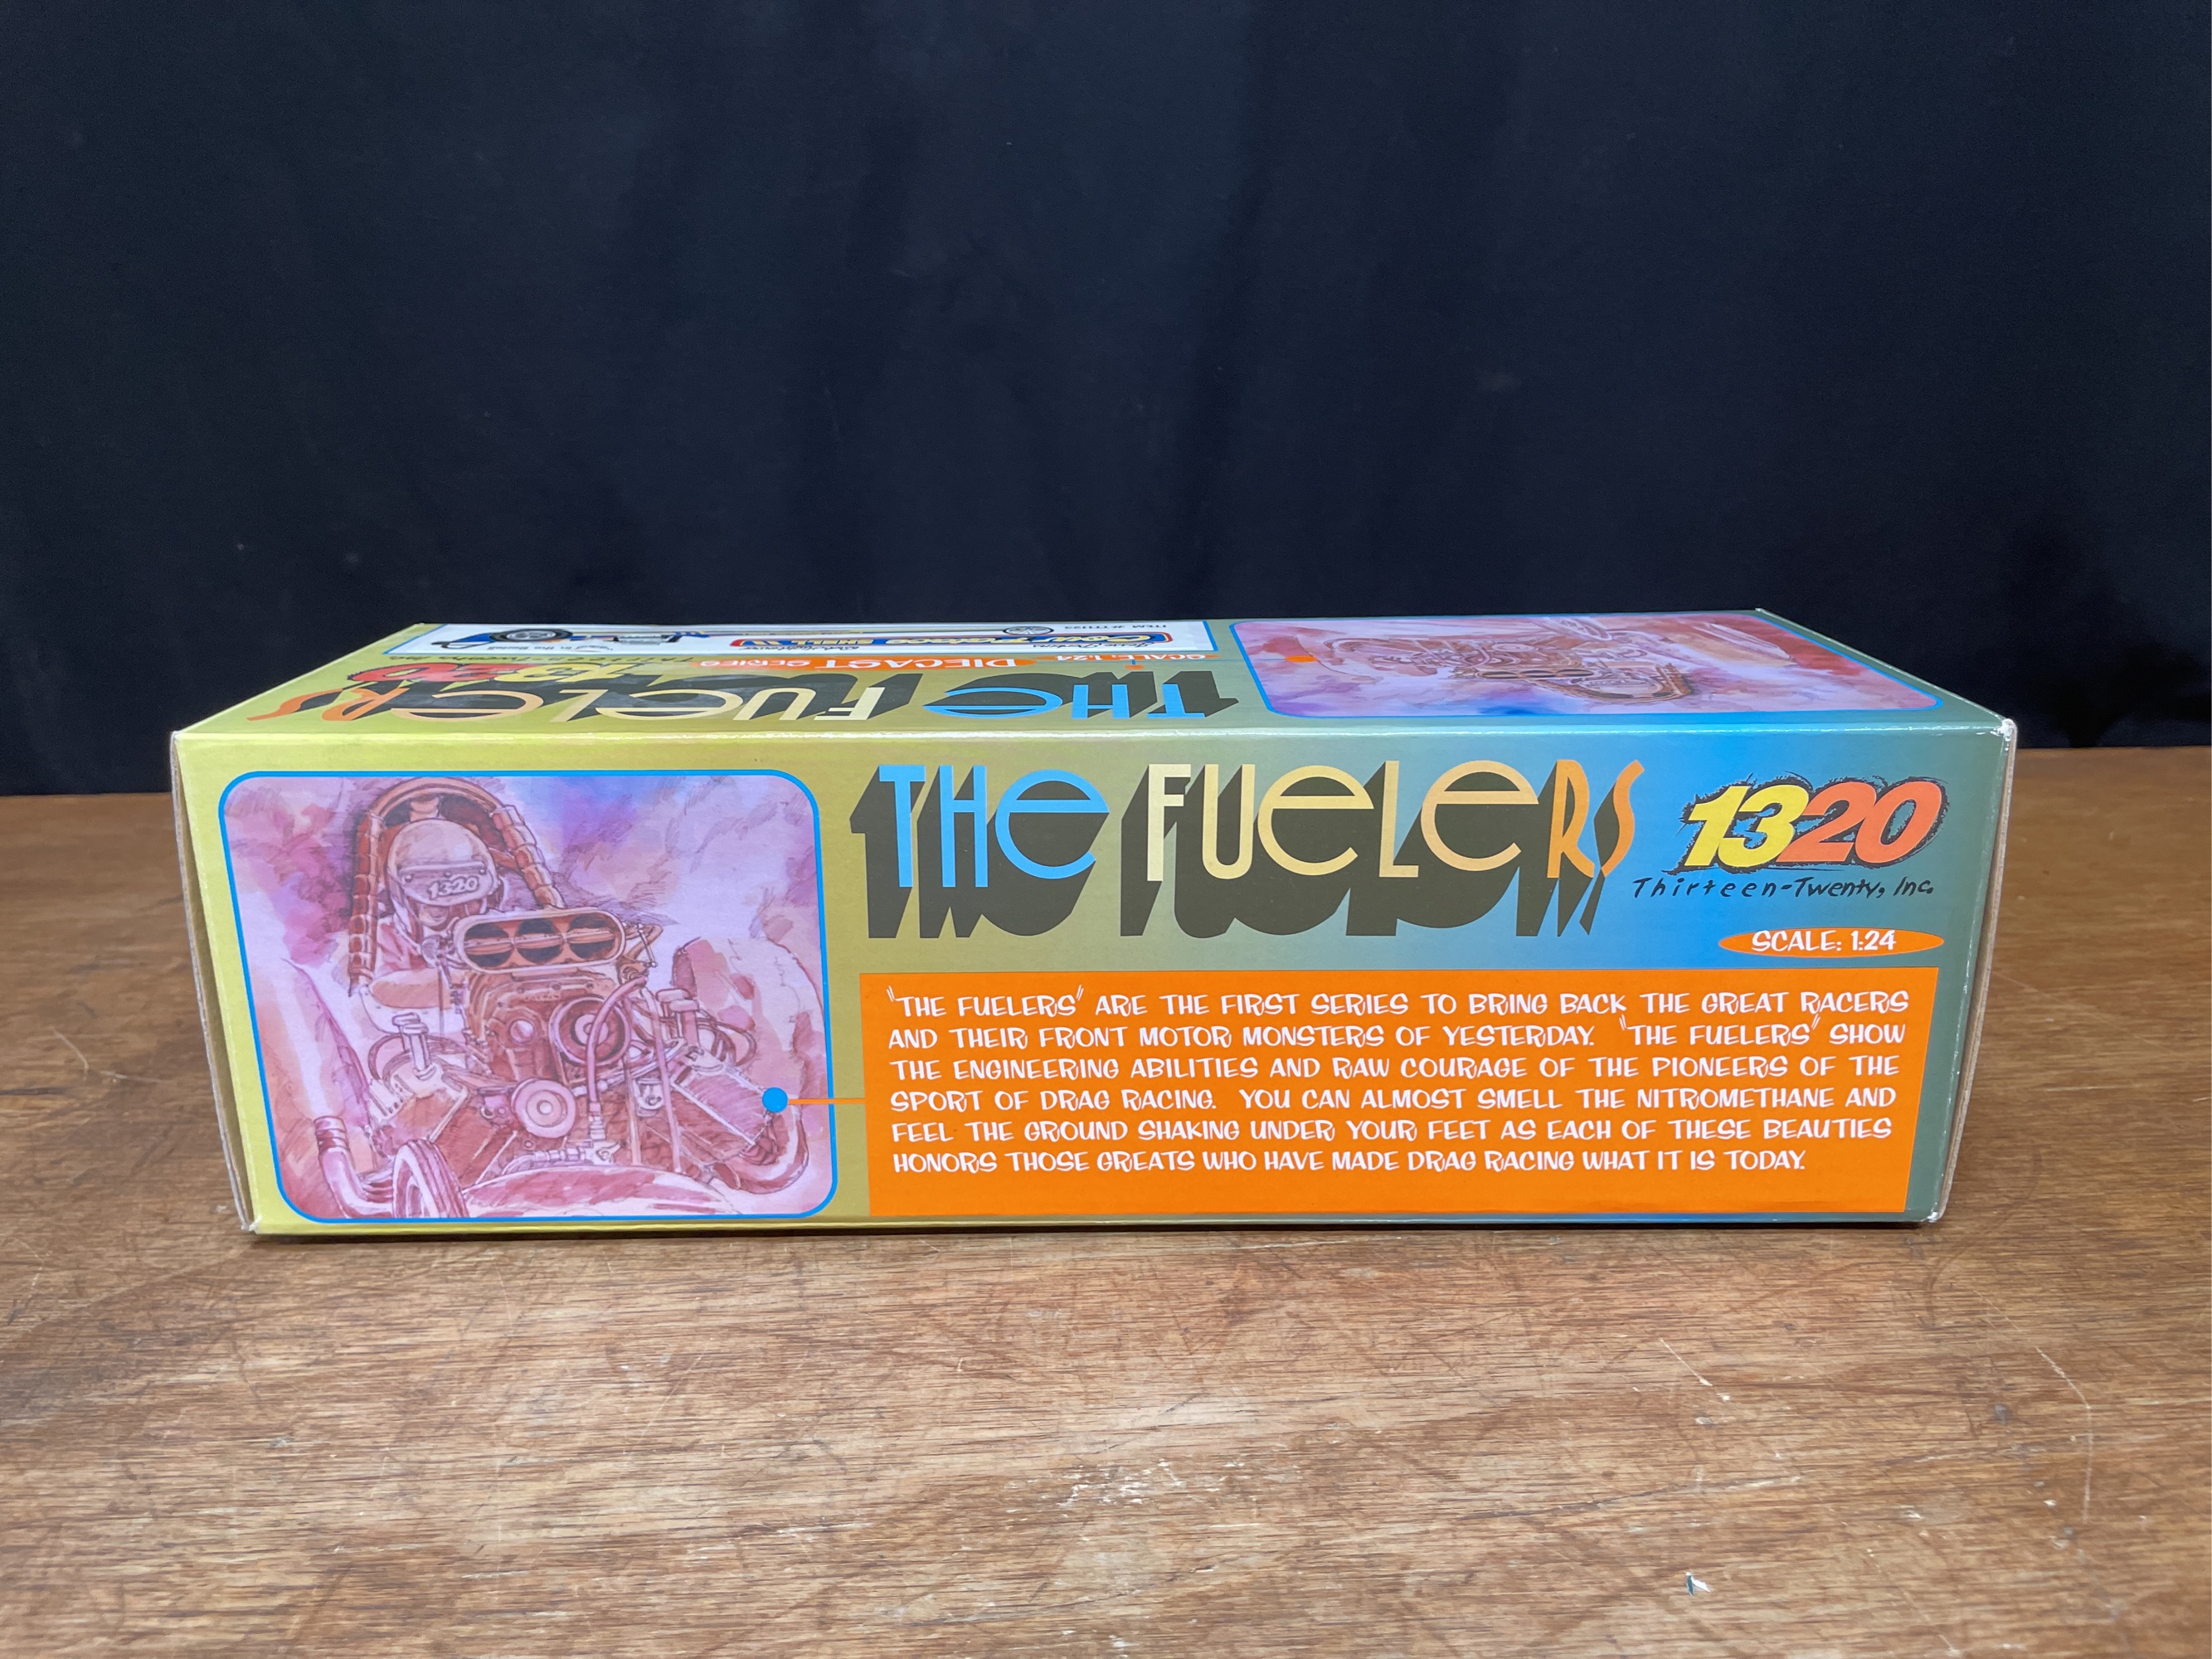 DIECAST SERIES
SCALE: 1:24
THE FUELERS
1320
THE FUELERS
1320
Thirteen-Twenty, Inc.
SCALE: 1:24
"THE FUELERS" ARE THE FIRST SERIES TO BRING BACK THE GREAT RACERS
AND THEIR FRONT MOTOR MONSTERS OF YESTERDAY. "THE FUELERS" SHOW
THE ENGINEERING ABILITIES AND RAW COURAGE OF THE PIONEERS OF THE
SPORT OF DRAG RACING. YOU CAN ALMOST SMELL THE NITROMETHANE AND
FEEL THE GROUND SHAKING UNDER YOUR FEET AS EACH OF THESE BEAUTIES
HONORS THOSE GREATS WHO HAVE MADE DRAG RACING WHAT IT IS TODAY.
1320